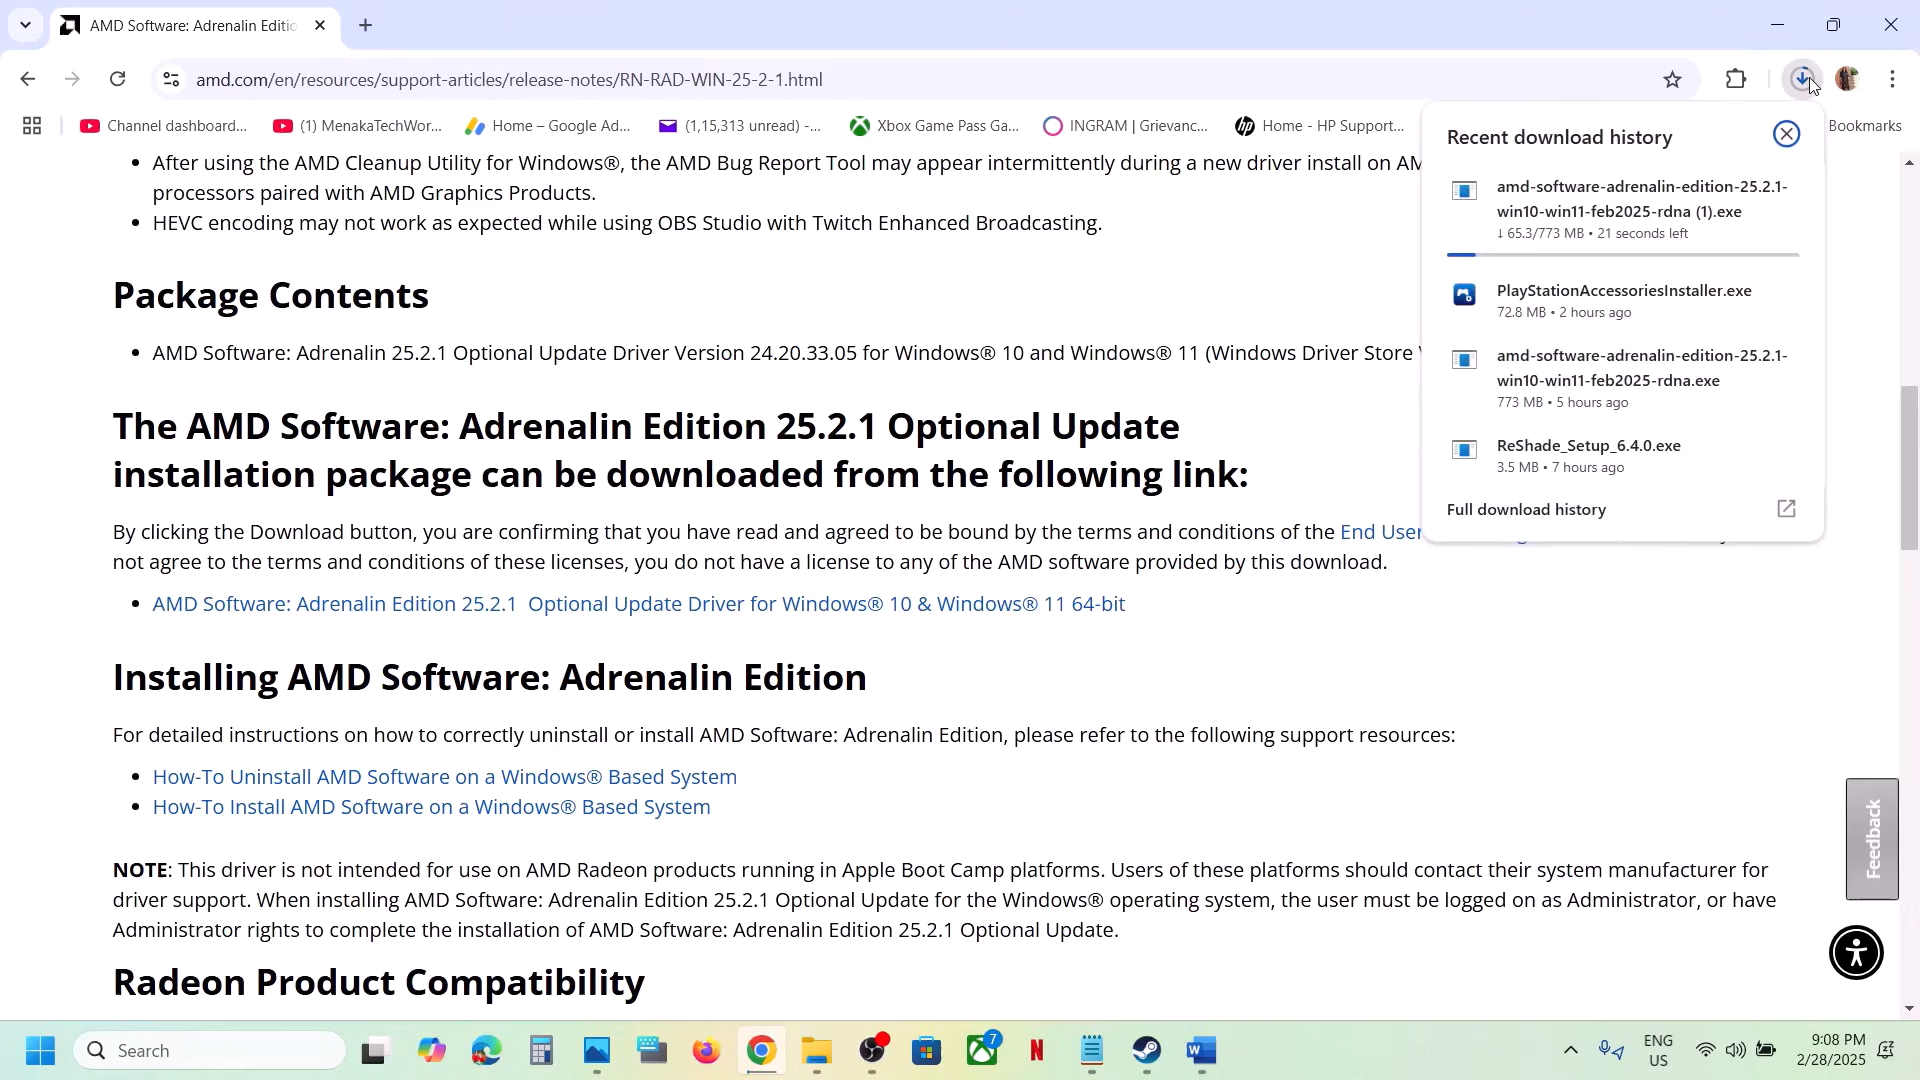 AMD Software: Adrenalin Editio
amd.com/en/resources/support-articles/release-notes/RN-RAD-WIN-25-2-1.html
Channel dashboard...
(1) MenakaTechWor...
Home – Google Ad...
(1,15,313 unread) -...
Xbox Game Pass Ga...
INGRAM | Grievanc...
Home - HP Support...
Bookmarks
Recent download history
amd-software-adrenalin-edition-25.2.1-
win10-win11-feb2025-rdna (1).exe
↓ 65.3/773 MB • 21 seconds left
PlayStationAccessoriesInstaller.exe
72.8 MB • 2 hours ago
amd-software-adrenalin-edition-25.2.1-
win10-win11-feb2025-rdna.exe
773 MB • 5 hours ago
ReShade_Setup_6.4.0.exe
3.5 MB • 7 hours ago
Full download history
• After using the AMD Cleanup Utility for Windows®, the AMD Bug Report Tool may appear intermittently during a new driver install on AM
processors paired with AMD Graphics Products.
• HEVC encoding may not work as expected while using OBS Studio with Twitch Enhanced Broadcasting.
Package Contents
• AMD Software: Adrenalin 25.2.1 Optional Update Driver Version 24.20.33.05 for Windows® 10 and Windows® 11 (Windows Driver Store
The AMD Software: Adrenalin Edition 25.2.1 Optional Update
installation package can be downloaded from the following link:
By clicking the Download button, you are confirming that you have read and agreed to be bound by the terms and conditions of the End User
not agree to the terms and conditions of these licenses, you do not have a license to any of the AMD software provided by this download.
• AMD Software: Adrenalin Edition 25.2.1 Optional Update Driver for Windows® 10 & Windows® 11 64-bit
Installing AMD Software: Adrenalin Edition
For detailed instructions on how to correctly uninstall or install AMD Software: Adrenalin Edition, please refer to the following support resources:
• How-To Uninstall AMD Software on a Windows® Based System
• How-To Install AMD Software on a Windows® Based System
NOTE: This driver is not intended for use on AMD Radeon products running in Apple Boot Camp platforms. Users of these platforms should contact their system manufacturer for
driver support. When installing AMD Software: Adrenalin Edition 25.2.1 Optional Update for the Windows® operating system, the user must be logged on as Administrator, or have
Administrator rights to complete the installation of AMD Software: Adrenalin Edition 25.2.1 Optional Update.
Radeon Product Compatibility
Feedback
Search
7
ENG
US
9:08 PM
2/28/2025